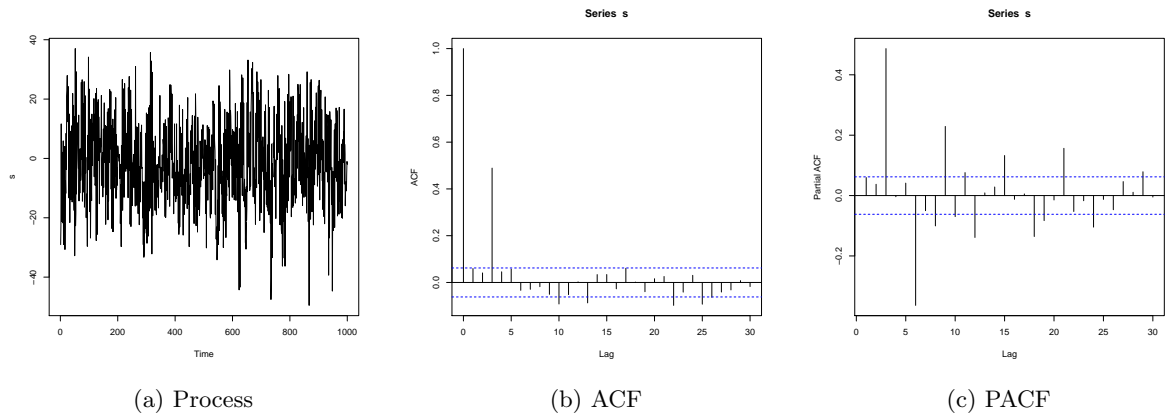 Series s
Series s
s
40
20
0
−20
−40
0 200 400 600 800 1000
Time
ACF
1.0
0.8
0.6
0.4
0.2
0.0
0 5 10 15 20 25 30
Lag
Partial ACF
0.4
0.2
0.0
−0.2
0 5 10 15 20 25 30
Lag
(a) Process
(b) ACF
(c) PACF